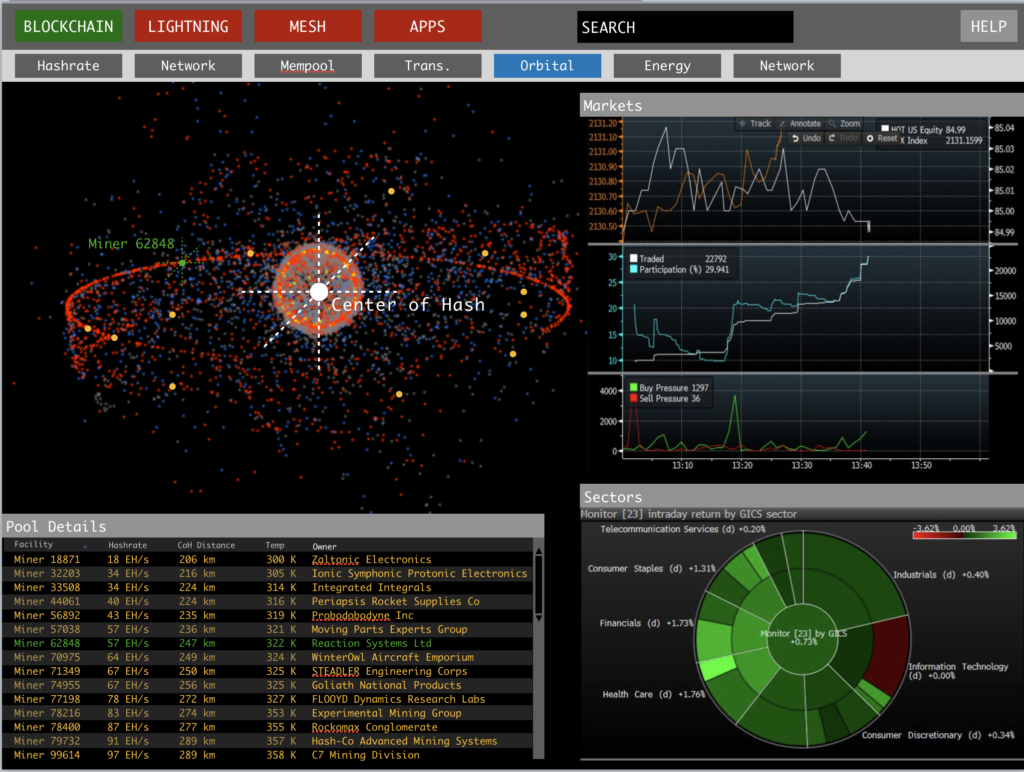 BLOCKCHAIN LIGHTNING MESH APPS SEARCH HELP
Hashrate Network Mempool Trans. Orbital Energy Network
Miner 62848
Center of Hash
Markets
Track Annotate Zoom
Undo Redo Reset
HOT US Equity 84.99
X Index 2131.1599
2131.20
2131.10
2131.00
2130.90
2130.80
2130.70
2130.60
2130.50
85.04
85.03
85.02
85.01
85.00
84.99
Traded 22792
Participation (%) 29.941
30
25
20
15
10
20000
15000
10000
5000
Buy Pressure 1297
Sell Pressure 36
4000
2000
0
13:10 13:20 13:30 13:40 13:50
Pool Details
Facility Hashrate CoH Distance Temp Owner
Miner 18871 18 EH/s 206 km 300 K Zaltonic Electronics
Miner 32203 34 EH/s 216 km 305 K Ionic Symphonic Protonic Electronics
Miner 33508 34 EH/s 224 km 314 K Integrated Integrals
Miner 44061 40 EH/s 224 km 316 K Periapsis Rocket Supplies Co
Miner 56892 43 EH/s 235 km 319 K Probodobodyne Inc
Miner 57038 57 EH/s 236 km 321 K Moving Parts Experts Group
Miner 62848 57 EH/s 247 km 322 K Reaction Systems Ltd
Miner 70975 64 EH/s 249 km 324 K WinterOwl Aircraft Emporium
Miner 71349 67 EH/s 250 km 325 K STEADLER Engineering Corps
Miner 74955 67 EH/s 256 km 325 K Goliath National Products
Miner 77198 78 EH/s 272 km 327 K FLOOYD Dynamics Research Labs
Miner 78216 83 EH/s 274 km 353 K Experimental Mining Group
Miner 78400 87 EH/s 277 km 355 K Rockomax Conglomerate
Miner 79732 91 EH/s 289 km 357 K Hash-Co Advanced Mining Systems
Miner 99614 97 EH/s 289 km 358 K C7 Mining Division
Sectors
Monitor [23] intraday return by GICS sector
-3.62% 0.00% 3.62%
Telecommunication Services (d) +0.20%
Consumer Staples (d) +1.31%
Industrials (d) +0.40%
Financials (d) +1.73%
Monitor [23] by GICS
+0.73%
Information Technology
(d) +0.00%
Health Care (d) +1.76%
Consumer Discretionary (d) +0.34%